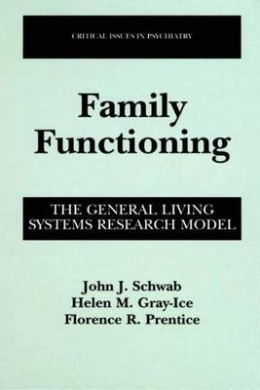 CRITICAL ISSUES IN PSYCHIATRY
Family
Functioning
THE GENERAL LIVING
SYSTEMS RESEARCH MODEL
John J. Schwab
Helen M. Gray-Ice
Florence R. Prentice